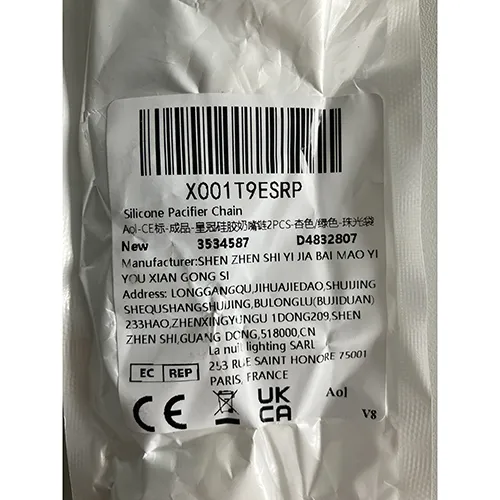 X001T9ESRP
Silicone Pacifier Chain
Aol-CE标-成品-皇冠硅胶奶嘴链2PCS-杏色/绿色-珠光袋
New 3534587 D4832807
Manufacturer:SHEN ZHEN SHI YI JIA BAI MAO YI
YOU XIAN GONG SI
Address: LONGGANGQU,JIHUAJIEDAO,SHUIJING
SHEQUSHANGSHUIJING,BULONGLU(BUJIDUAN)
233HAO,ZHENXINGYUNGU 1DONG209,SHEN
ZHEN SHI,GUANG DONG,518000,CN
EC REP
La nuit lighting SARL
253 RUE SAINT HONORE 75001
PARIS, FRANCE
CE
UK
CA
Aol
V8